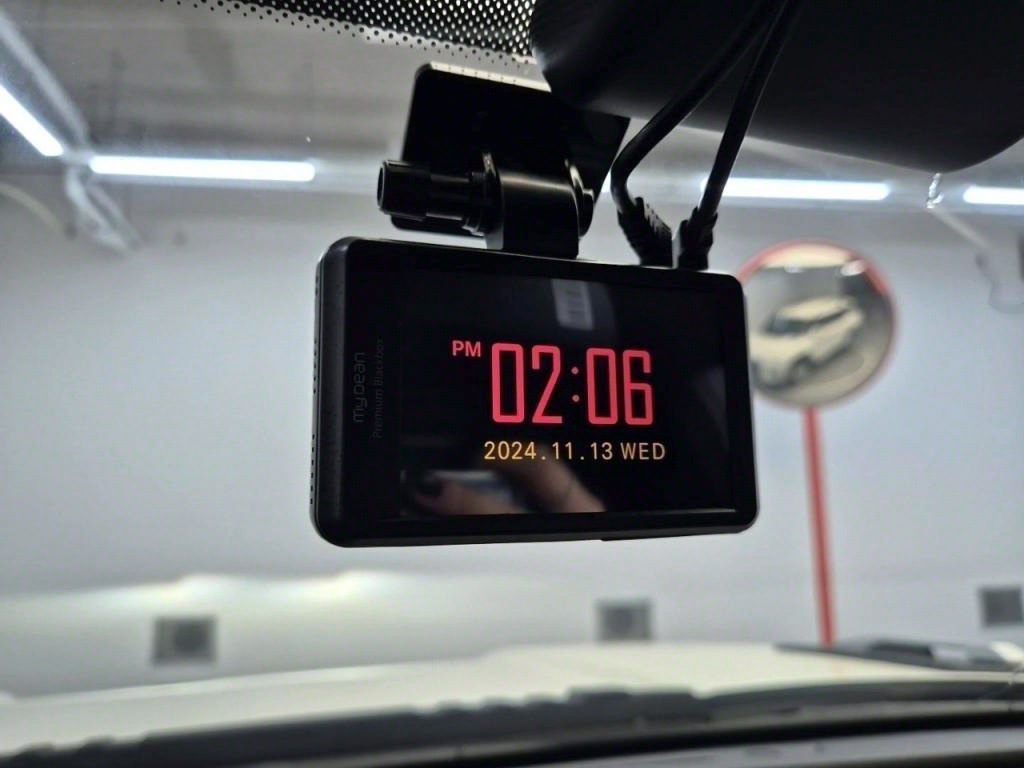 PM 02:06
2024.11.13 WED
mydean
Premium Blackbox